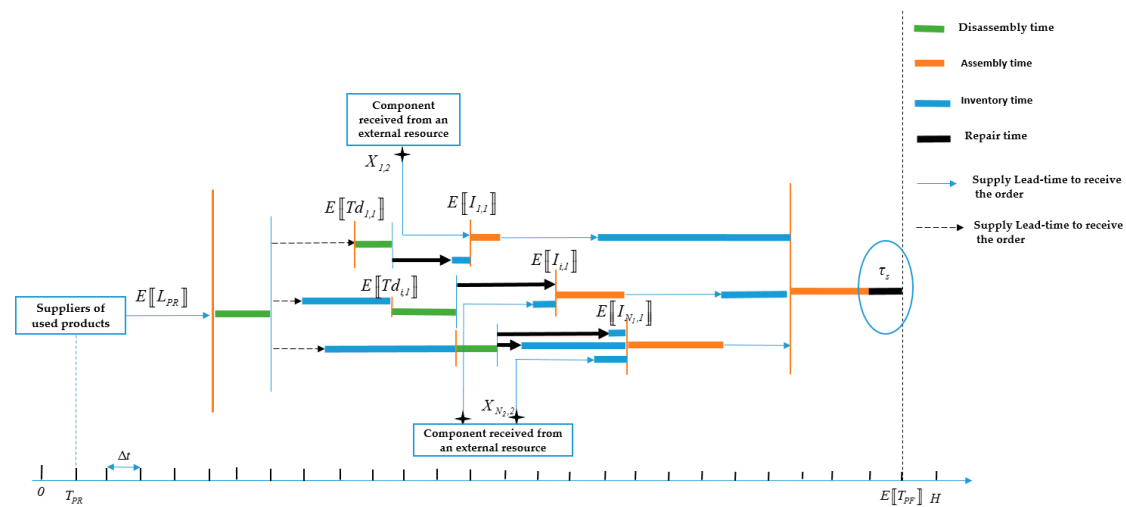 Disassembly time
Assembly time
Inventory time
Repair time
Supply Lead-time to receive
the order
Supply Lead-time to receive
the order
Component
received from an
external resource
X1,2
E⟦Td1,1⟧
E⟦I1,1⟧
E⟦Ii,1⟧
E⟦Tdi,1⟧
E⟦LPR⟧
Suppliers of
used products
E⟦IN1,1⟧
τs
XN2,2
Component received from
an external resource
Δt
0
TPR
E⟦TPF⟧
H